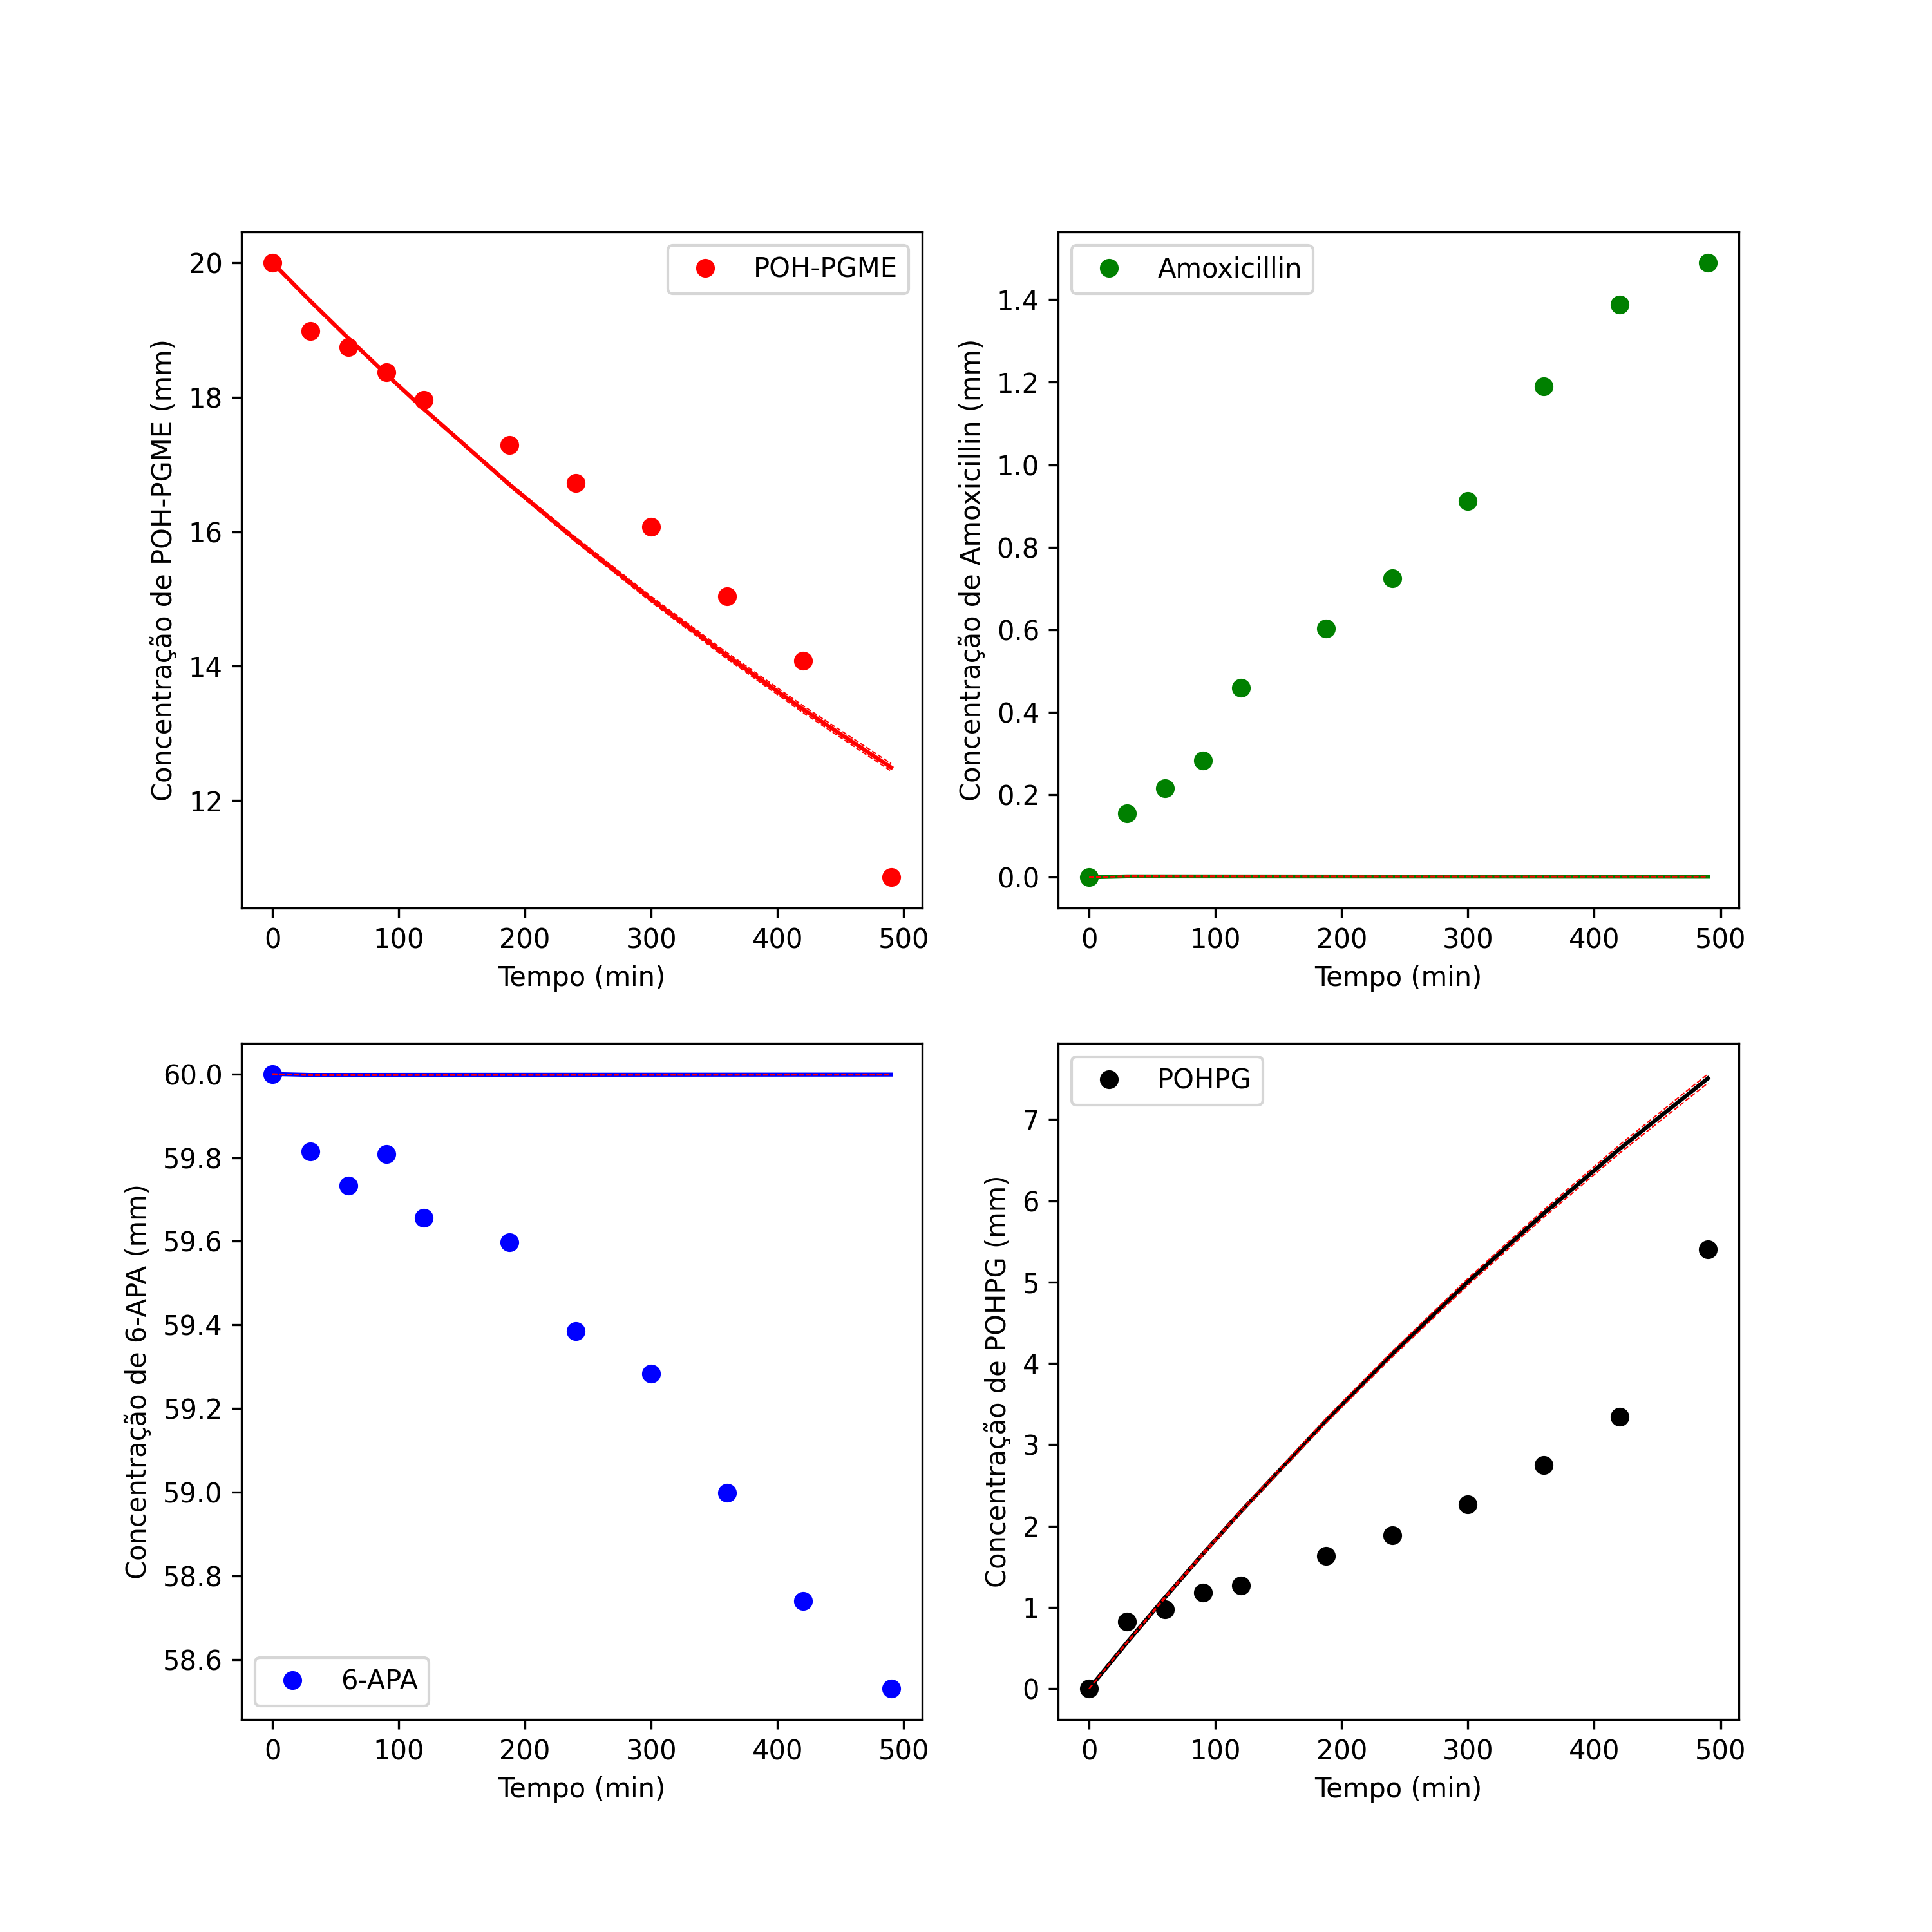 POH-PGME
Concentração de POH-PGME (mm)
20
18
16
14
12
0 100 200 300 400 500
Tempo (min)
Amoxicillin
Concentração de Amoxicillin (mm)
1.4
1.2
1.0
0.8
0.6
0.4
0.2
0.0
0 100 200 300 400 500
Tempo (min)
6-APA
Concentração de 6-APA (mm)
60.0
59.8
59.6
59.4
59.2
59.0
58.8
58.6
0 100 200 300 400 500
Tempo (min)
POHPG
Concentração de POHPG (mm)
7
6
5
4
3
2
1
0
0 100 200 300 400 500
Tempo (min)